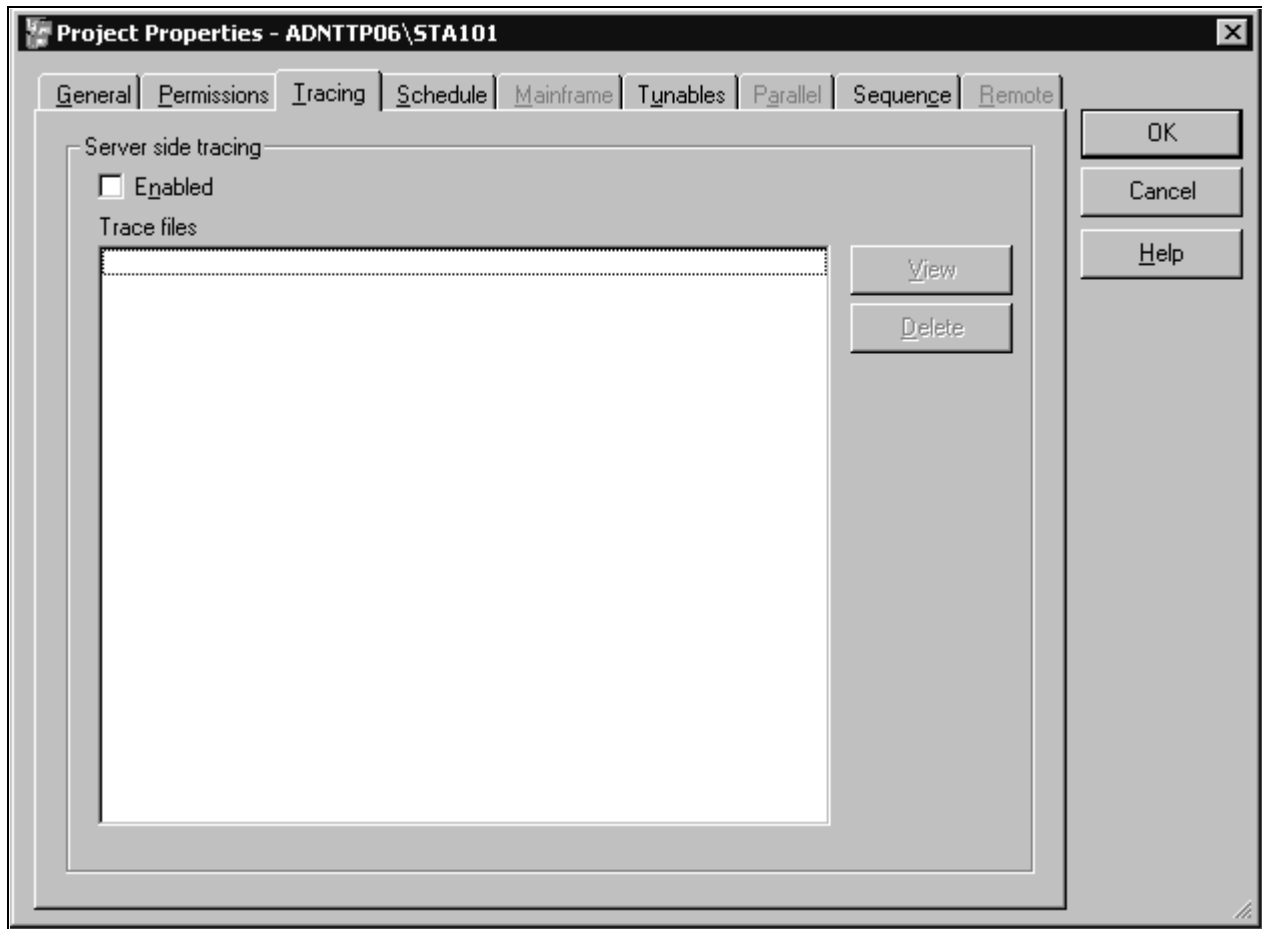 Project Properties - ADNTTP06\STA101
General Permissions Tracing Schedule Mainframe Tunables Parallel Sequence Remote
Server side tracing
Enabled
Trace files
View
Delete
OK
Cancel
Help